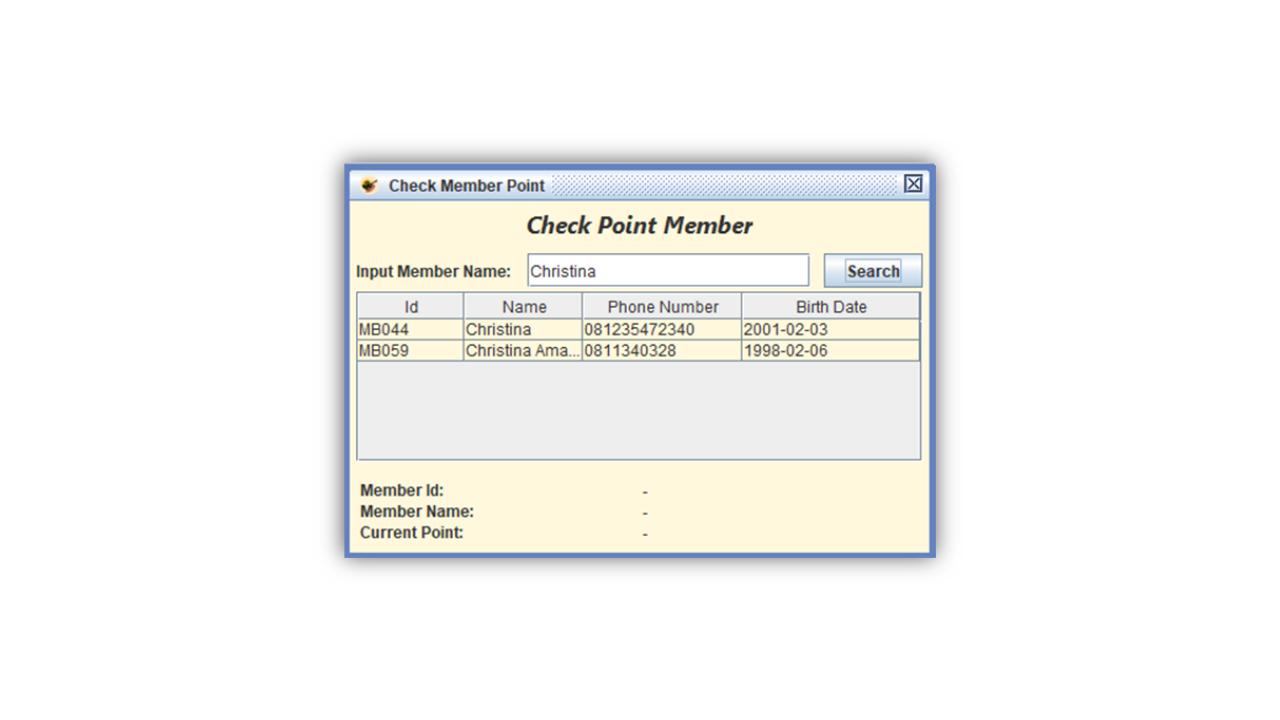 Check Member Point
Check Point Member
Input Member Name: Christina Search
Id Name Phone Number Birth Date
MB044 Christina 081235472340 2001-02-03
MB059 Christina Ama... 0811340328 1998-02-06
Member Id: -
Member Name: -
Current Point: -